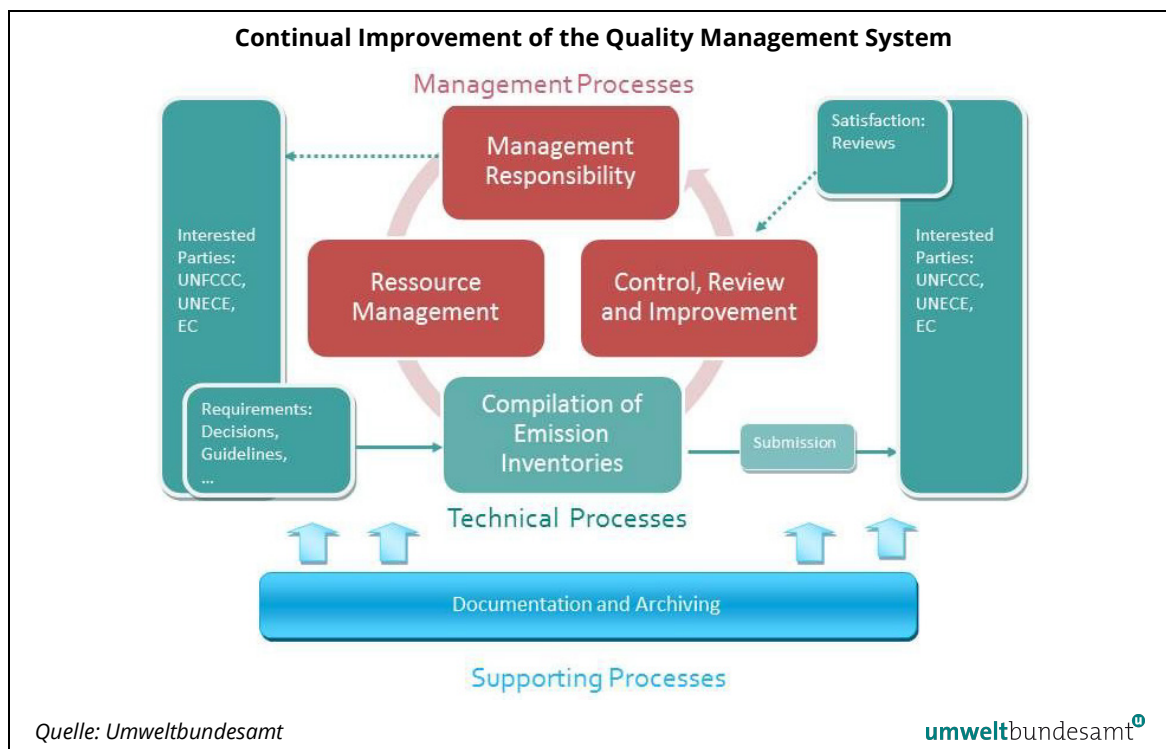 Continual Improvement of the Quality Management System
Management Processes
Management
Responsibility
Satisfaction:
Reviews
Interested
Parties:
UNFCCC,
UNECE,
EC
Ressource
Management
Control, Review
and Improvement
Interested
Parties:
UNFCCC,
UNECE,
EC
Requirements:
Decisions,
Guidelines,
...
Compilation of
Emission
Inventories
Submission
Technical Processes
Documentation and Archiving
Supporting Processes
Quelle: Umweltbundesamt
umweltbundesamt u